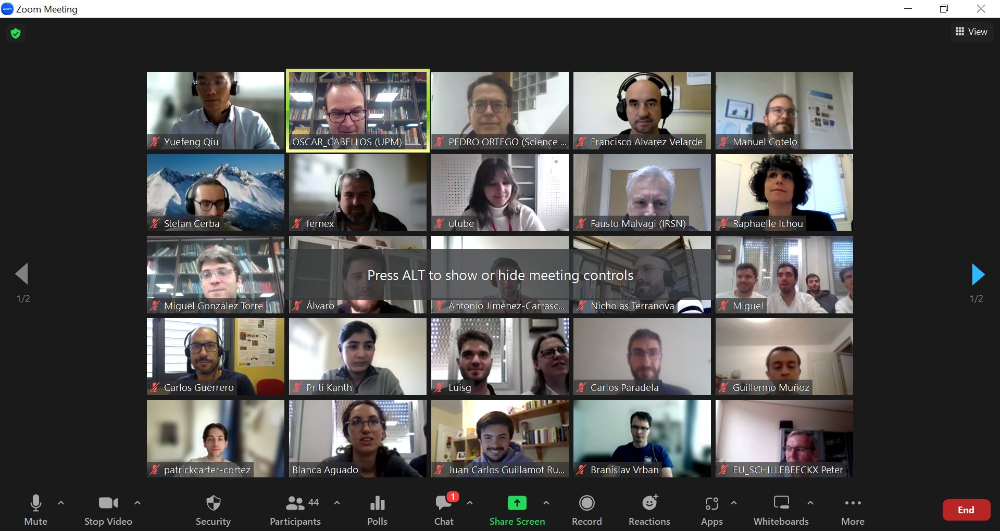 zoom Zoom Meeting
View
Yuefeng Qiu
OSCAR_CABELLOS (UPM)
PEDRO ORTEGO (Science ...
Francisco Alvarez Velarde
Manuel Cotelo
Stefan Cerba
fernex
utube
Fausto Malvagi (IRSN)
Raphaelle Ichou
Press ALT to show or hide meeting controls
1/2
1/2
Miguel González Torre
Álvaro
Antonio Jiménez-Carrasc...
Nicholas Terranova
Miguel
Carlos Guerrero
Priti Kanth
Luisg
Carlos Paradela
Guillermo Muñoz
patrickcarter-cortez
Blanca Aguado
Juan Carlos Guillamot Ru...
Branislav Vrban
EU_SCHILLEBEECKX Peter
44
1
Mute
Stop Video
Security
Participants
Polls
Chat
Share Screen
Record
Reactions
Apps
Whiteboards
More
End